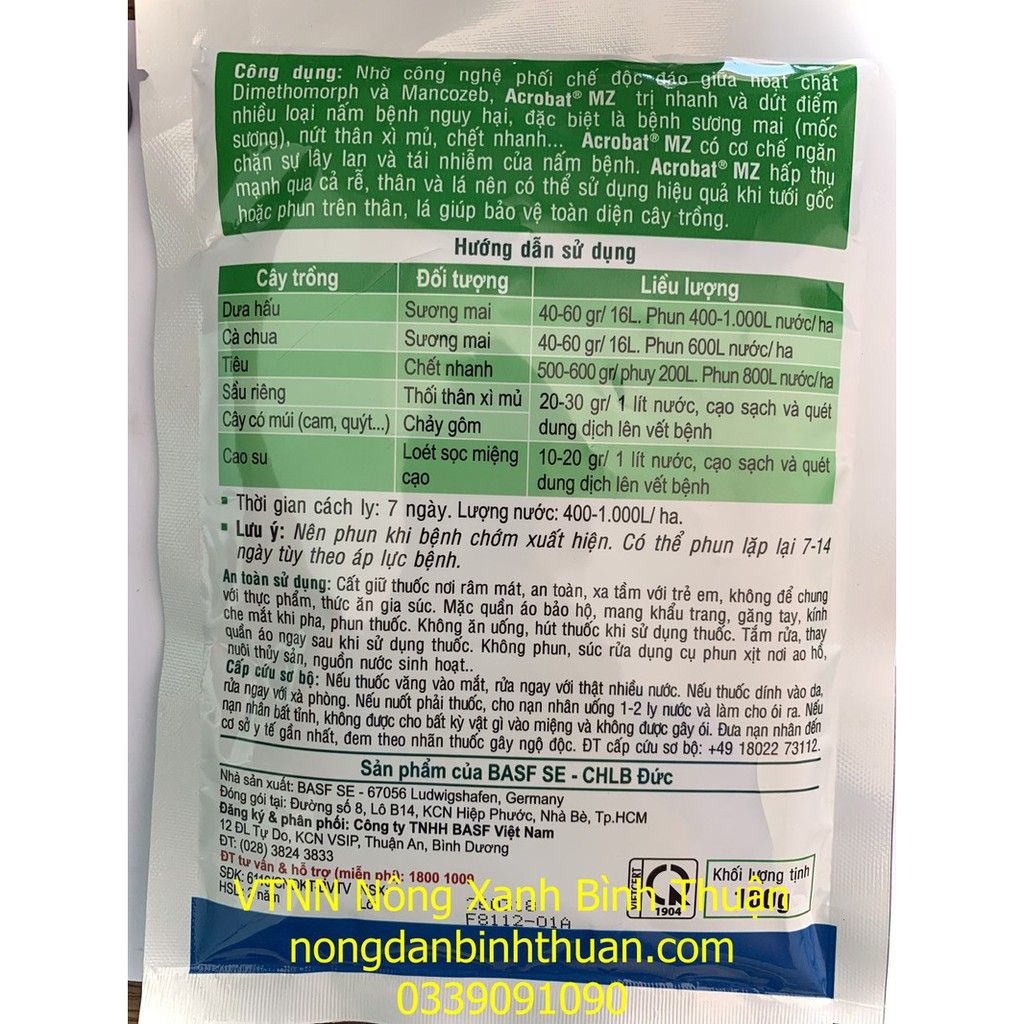 Công dụng: Nhờ công nghệ phối chế độc đáo giữa hoạt chất
Dimethomorph và Mancozeb, Acrobat® MZ trị nhanh và dứt điểm
nhiều loại nấm bệnh nguy hại, đặc biệt là bệnh sương mai (mốc
sương), nứt thân xì mủ, chết nhanh... Acrobat® MZ có cơ chế ngăn
chặn sự lây lan và tái nhiễm của nấm bệnh. Acrobat® MZ hấp thụ
mạnh qua cả rễ, thân và lá nên có thể sử dụng hiệu quả khi tưới gốc
hoặc phun trên thân, lá giúp bảo vệ toàn diện cây trồng.
Hướng dẫn sử dụng
Cây trồng Đối tượng Liều lượng
Dưa hấu Sương mai 40-60 gr/ 16L. Phun 400-1.000L nước/ ha
Cà chua Sương mai 40-60 gr/ 16L. Phun 600L nước/ ha
Tiêu Chết nhanh 500-600 gr/ phuy 200L. Phun 800L nước/ ha
Sầu riêng Thối thân xì mủ 20-30 gr/ 1 lít nước, cạo sạch và quét
Cây có múi (cam, quýt...) Chảy gôm dung dịch lên vết bệnh
Cao su Loét sọc miệng 10-20 gr/ 1 lít nước, cạo sạch và quét
cạo dung dịch lên vết bệnh
▪ Thời gian cách ly: 7 ngày. Lượng nước: 400-1.000L/ ha.
▪ Lưu ý: Nên phun khi bệnh chớm xuất hiện. Có thể phun lặp lại 7-14
ngày tùy theo áp lực bệnh.
An toàn sử dụng: Cất giữ thuốc nơi râm mát, an toàn, xa tầm với trẻ em, không để chung
với thực phẩm, thức ăn gia súc. Mặc quần áo bảo hộ, mang khẩu trang, găng tay, kính
che mắt khi pha, phun thuốc. Không ăn uống, hút thuốc khi sử dụng thuốc. Tắm rửa, thay
quần áo ngay sau khi sử dụng thuốc. Không phun, súc rửa dụng cụ phun xịt nơi ao hồ,
nuôi thủy sản, nguồn nước sinh hoạt..
Cấp cứu sơ bộ: Nếu thuốc văng vào mắt, rửa ngay với thật nhiều nước. Nếu thuốc dính vào da,
rửa ngay với xà phòng. Nếu nuốt phải thuốc, cho nạn nhân uống 1-2 ly nước và làm cho ói ra. Nếu
nạn nhân bất tỉnh, không được cho bất kỳ vật gì vào miệng và không được gây ói. Đưa nạn nhân đến
cơ sở y tế gần nhất, đem theo nhãn thuốc gây ngộ độc. ĐT cấp cứu sơ bộ: +49 18022 73112.
Sản phẩm của BASF SE - CHLB Đức
Nhà sản xuất: BASF SE - 67056 Ludwigshafen, Germany
Đóng gói tại: Đường số 8, Lô B14, KCN Hiệp Phước, Nhà Bè, Tp.HCM
Đăng ký & phân phối: Công ty TNHH BASF Việt Nam
12 ĐL Tự Do, KCN VSIP, Thuận An, Bình Dương
ĐT: (028) 3824 3833
ĐT tư vấn & hỗ trợ (miễn phí): 1800 1009
SĐK:
HSD: 2 năm
F8112-01A
VIETCERT
1904
Khối lượng tịnh
100g
VTNN Nông Xanh Bình Thuận
nongdanbinhthuan.com
0339091090